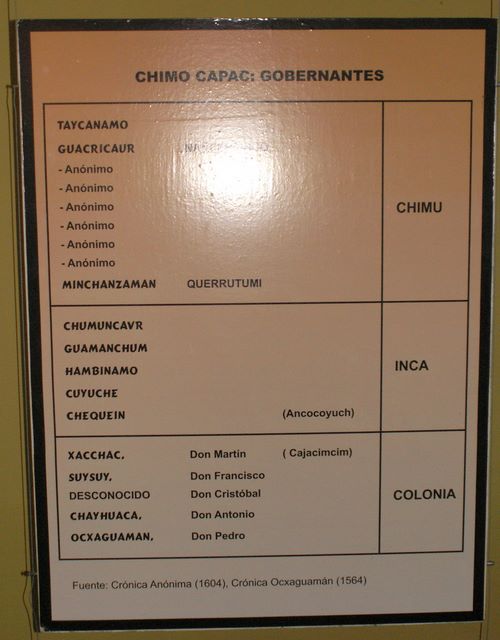 CHIMO CAPAC: GOBERNANTES
TAYCANAMO
GUACRICAUR
- Anónimo
- Anónimo
- Anónimo
- Anónimo
- Anónimo
- Anónimo
MINCHANZAMAN QUERRUTUMI
CHIMU
CHUMUNCAVR
GUAMANCHUM
HAMBINAMO
CUYUCHE
CHEQUEIN (Ancocoyuch)
INCA
XACCHAC, Don Martín ( Cajacimcim)
SUYSUY, Don Francisco
DESCONOCIDO Don Cristóbal
CHAYHUACA, Don Antonio
OCXAGUAMAN, Don Pedro
COLONIA
Fuente: Crónica Anónima (1604), Crónica Ocxaguamán (1564)